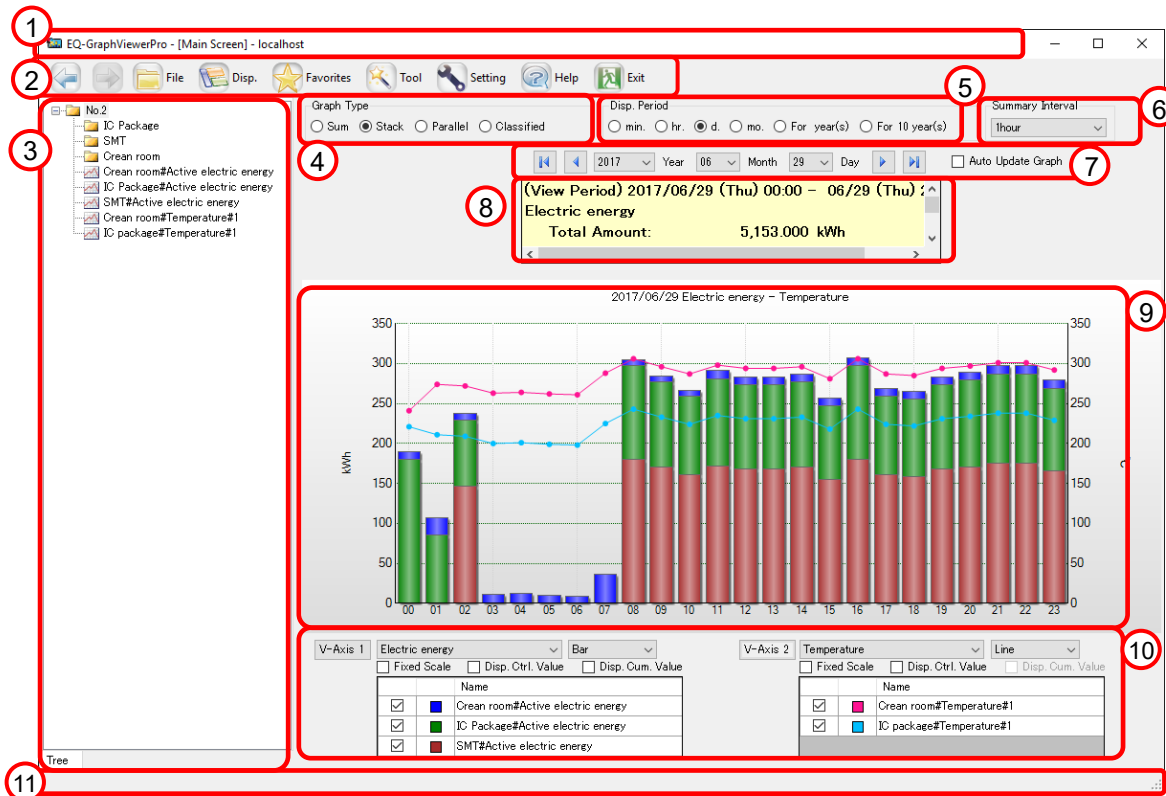 1
EQ-GraphViewerPro - [Main Screen] - localhost
2
File Disp. Favorites Tool Setting Help Exit
3
No.2
IC Package
SMT
Crean room
Crean room#Active electric energy
IC Package#Active electric energy
SMT#Active electric energy
Crean room#Temperature#1
IC package#Temperature#1
Tree
4
Graph Type
Sum Stack Parallel Classified
5
Disp. Period
min. hr. d. mo. For year(s) For 10 year(s)
6
Summary Interval
1hour
7
2017 Year 06 Month 29 Day
Auto Update Graph
8
(View Period) 2017/06/29 (Thu) 00:00 - 06/29 (Thu)
Electric energy
Total Amount: 5,153.000 kWh
9
2017/06/29 Electric energy - Temperature
350 350
300 300
250 250
200 200
kWh
150 150
100 100
50 50
0 0
00 01 02 03 04 05 06 07 08 09 10 11 12 13 14 15 16 17 18 19 20 21 22 23
10
V-Axis 1 Electric energy Bar
Fixed Scale Disp. Ctrl. Value Disp. Cum. Value
Name
Crean room#Active electric energy
IC Package#Active electric energy
SMT#Active electric energy
V-Axis 2 Temperature Line
Fixed Scale Disp. Ctrl. Value Disp. Cum. Value
Name
Crean room#Temperature#1
IC package#Temperature#1
11